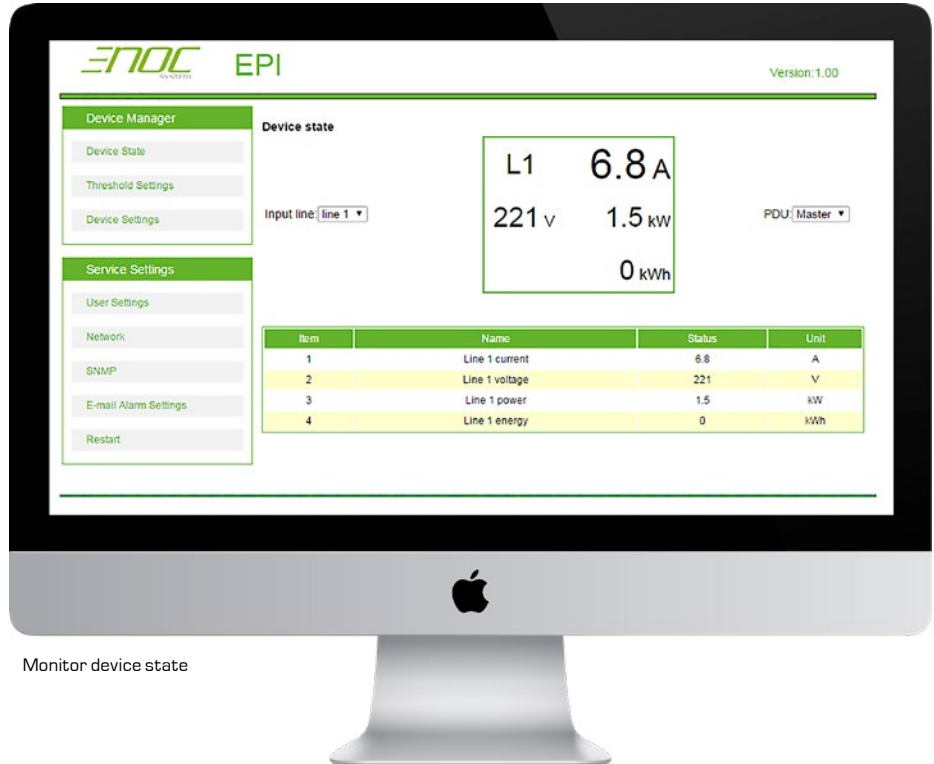 ENOC
SYSTEM
EPI
Version:1.00
Device Manager
Device State
Threshold Settings
Device Settings
Service Settings
User Settings
Network
SNMP
E-mail Alarm Settings
Restart
Device state
Input line: line 1
L1 6.8 A
221 V 1.5 kW
0 kWh
PDU: Master
Item Name Status Unit
1 Line 1 current 6.8 A
2 Line 1 voltage 221 V
3 Line 1 power 1.5 kW
4 Line 1 energy 0 kWh
Monitor device state